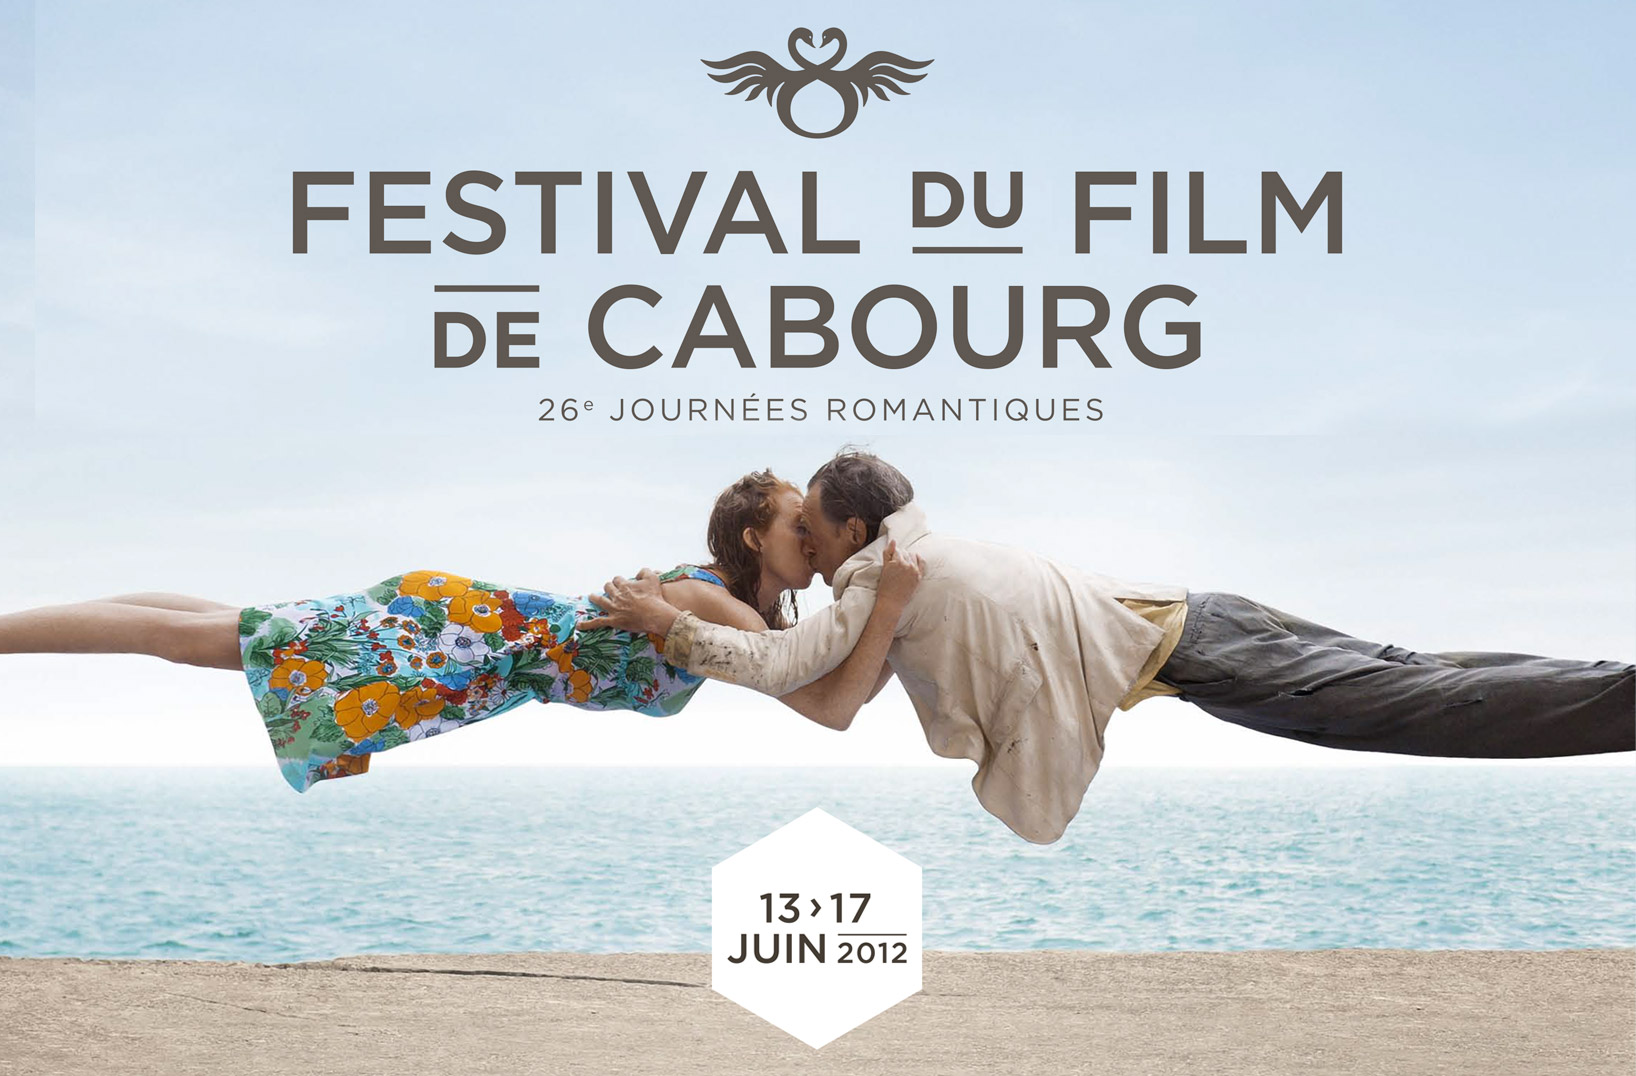 FESTIVAL DU FILM
DE CABOURG
26e JOURNÉES ROMANTIQUES
13 › 17
JUIN 2012